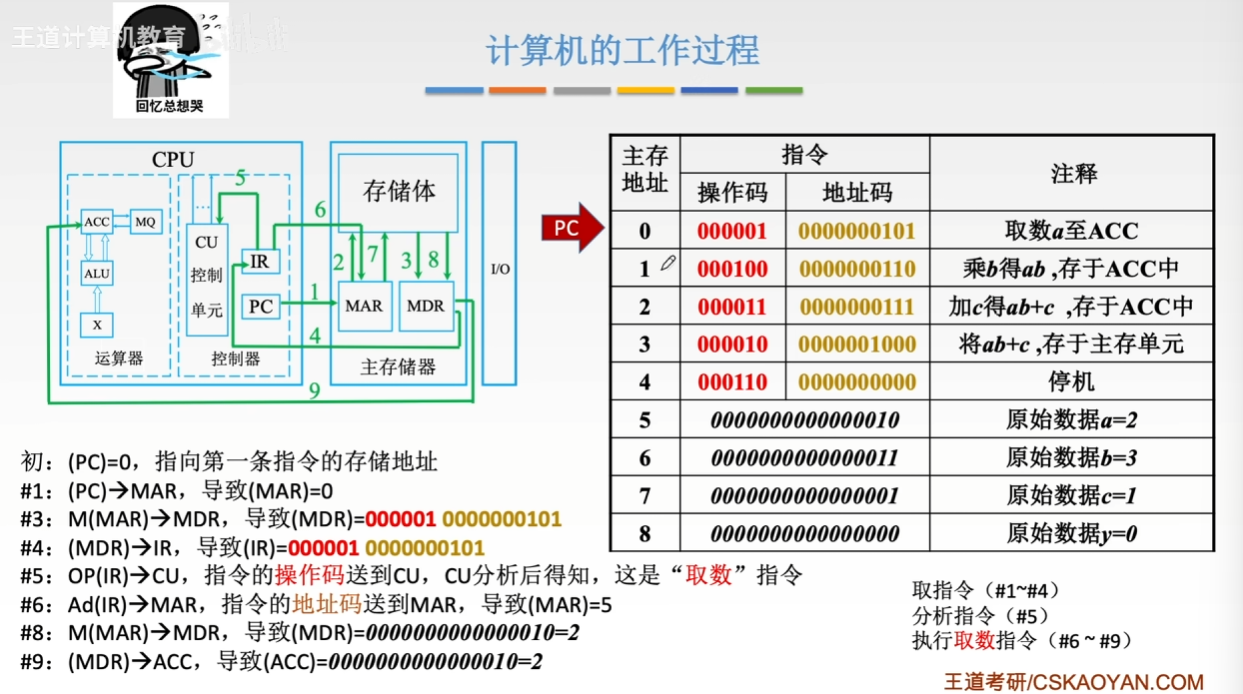 王道计算机教育
回忆总想哭
计算机的工作过程
CPU
ACC
MQ
ALU
X
运算器
5
...
CU
控制
单元
IR
PC
控制器
6
1
4
9
存储体
2
7
3
8
MAR
MDR
主存储器
I/O
PC
主存地址 指令 注释
操作码 地址码
0 000001 0000000101 取数a至ACC
1 000100 0000000110 乘b得ab ,存于ACC中
2 000011 0000000111 加c得ab+c ,存于ACC中
3 000010 0000001000 将ab+c ,存于主存单元
4 000110 0000000000 停机
5 0000000000000010 原始数据a=2
6 0000000000000011 原始数据b=3
7 0000000000000001 原始数据c=1
8 0000000000000000 原始数据y=0
初：(PC)=0，指向第一条指令的存储地址
#1：(PC)→MAR，导致(MAR)=0
#3：M(MAR)→MDR，导致(MDR)=000001 0000000101
#4：(MDR)→IR，导致(IR)=000001 0000000101
#5：OP(IR)→CU，指令的操作码送到CU，CU分析后得知，这是“取数”指令
#6：Ad(IR)→MAR，指令的地址码送到MAR，导致(MAR)=5
#8：M(MAR)→MDR，导致(MDR)=0000000000000010=2
#9：(MDR)→ACC，导致(ACC)=0000000000000010=2
取指令（#1~#4）
分析指令（#5）
执行取数指令（#6 ~ #9）
王道考研/CSKAOYAN.COM